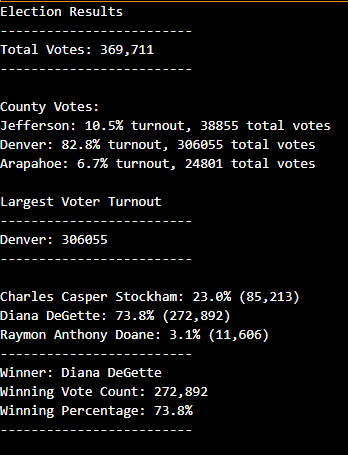 Election Results
-------------------------
Total Votes: 369,711
-------------------------
County Votes:
Jefferson: 10.5% turnout, 38855 total votes
Denver: 82.8% turnout, 306055 total votes
Arapahoe: 6.7% turnout, 24801 total votes
Largest Voter Turnout
-------------------------
Denver: 306055
-------------------------
Charles Casper Stockham: 23.0% (85,213)
Diana DeGette: 73.8% (272,892)
Raymon Anthony Doane: 3.1% (11,606)
-------------------------
Winner: Diana DeGette
Winning Vote Count: 272,892
Winning Percentage: 73.8%
-------------------------